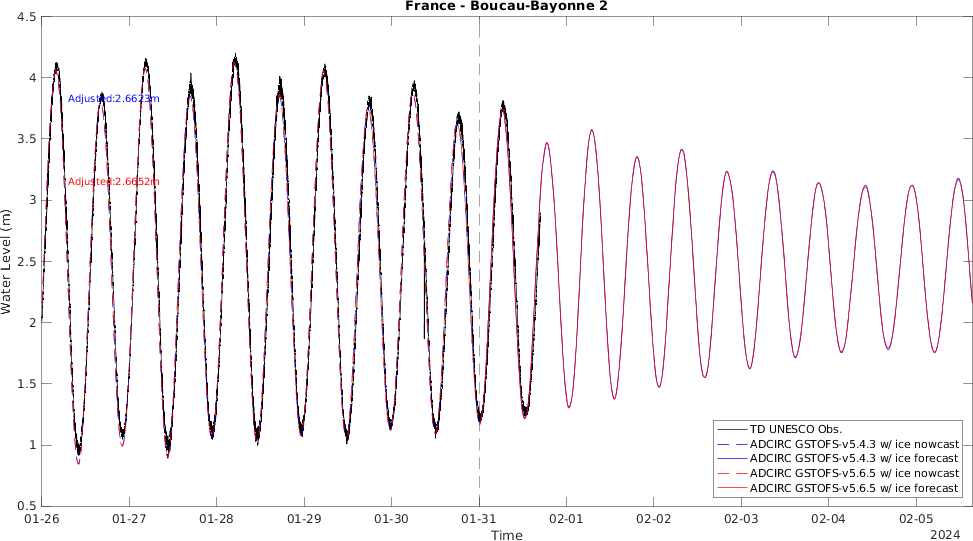 France - Boucau-Bayonne 2
4.5
4
3.5
3
2.5
2
1.5
1
0.5
Water Level (m)
Adjusted:2.6623m
Adjusted:2.6652m
TD UNESCO Obs.
ADCIRC GSTOFS-v5.4.3 w/ ice nowcast
ADCIRC GSTOFS-v5.4.3 w/ ice forecast
ADCIRC GSTOFS-v5.6.5 w/ ice nowcast
ADCIRC GSTOFS-v5.6.5 w/ ice forecast
01-26 01-27 01-28 01-29 01-30 01-31 02-01 02-02 02-03 02-04 02-05
Time
2024